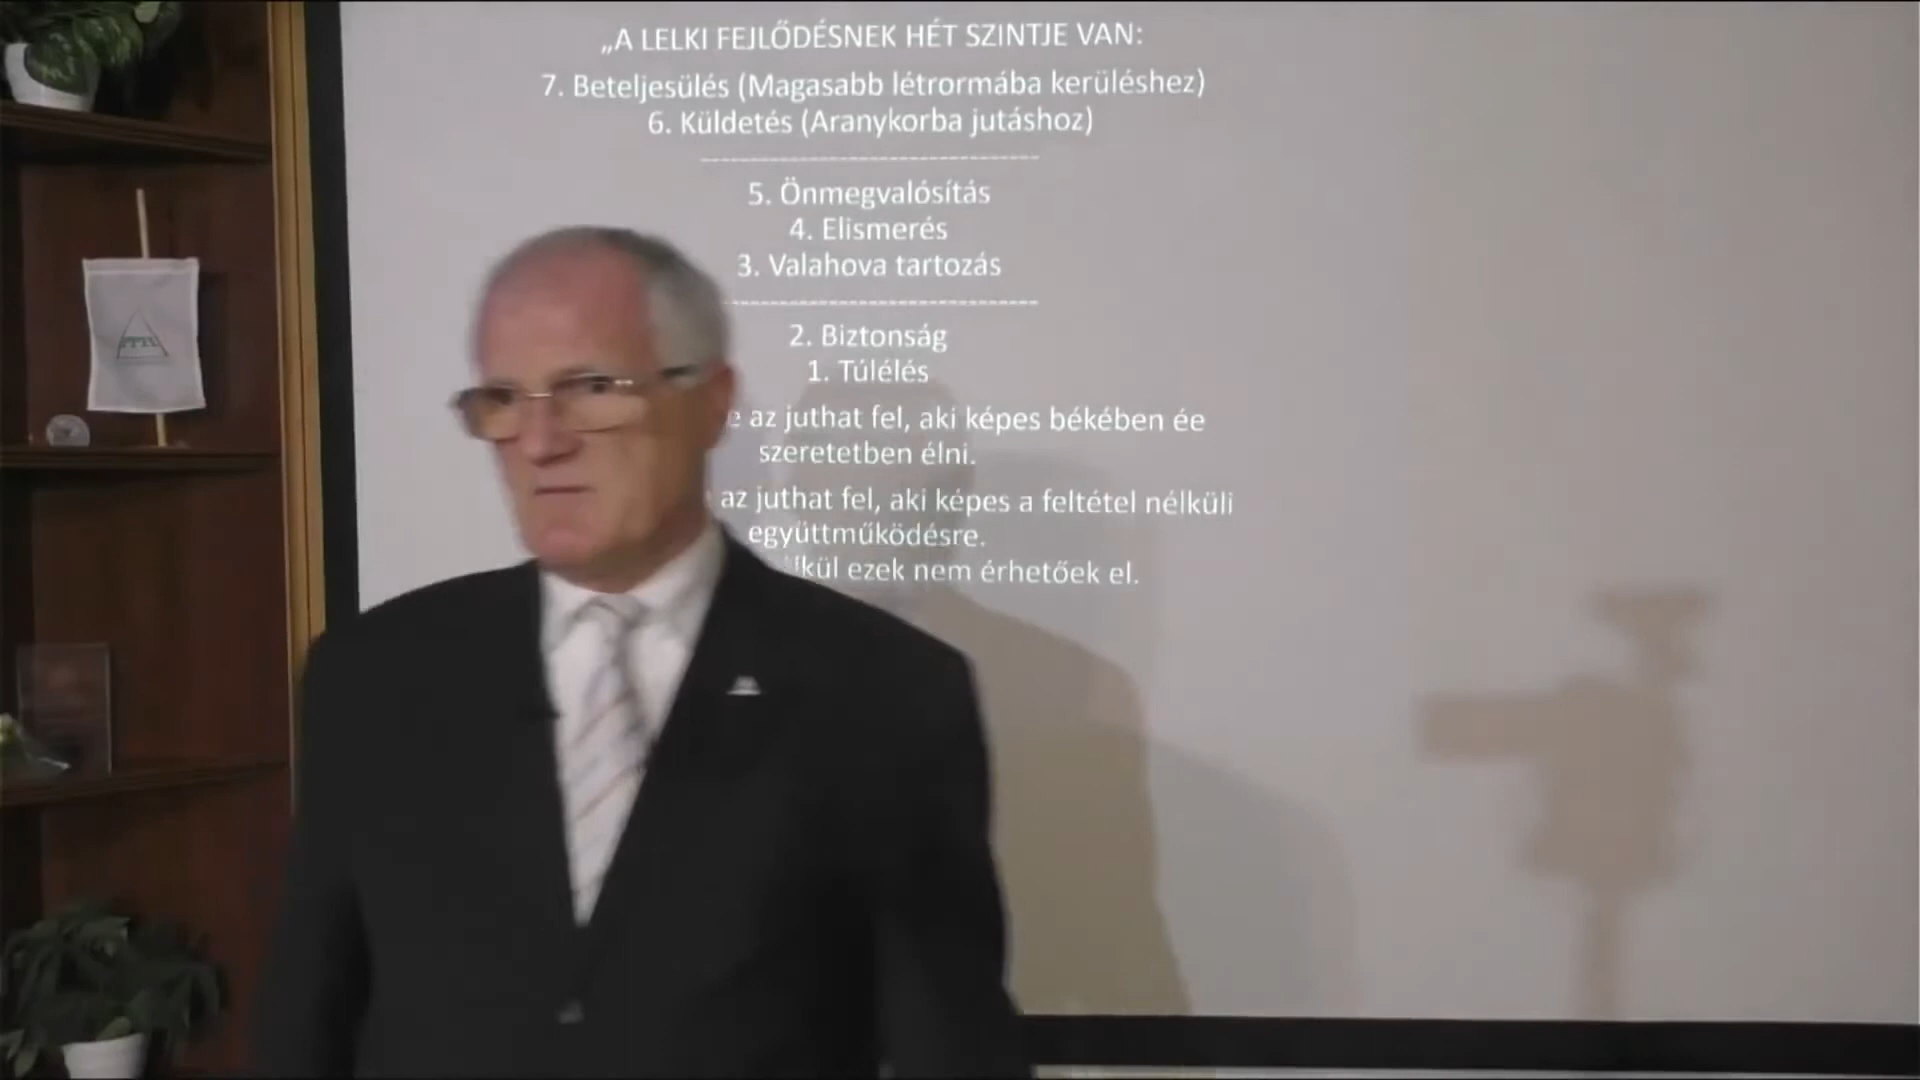 „A LELKI FEJLŐDÉSNEK HÉT SZINTJE VAN:
7. Beteljesülés (Magasabb létrormába kerüléshez)
6. Küldetés (Aranykorba jutáshoz)
5. Önmegvalósítás
4. Elismerés
3. Valahova tartozás
2. Biztonság
1. Túlélés
az juthat fel, aki képes békében ée
szeretetben élni.
az juthat fel, aki képes a feltétel nélküli
együttműködésre.
ezek nem érhetőek el.